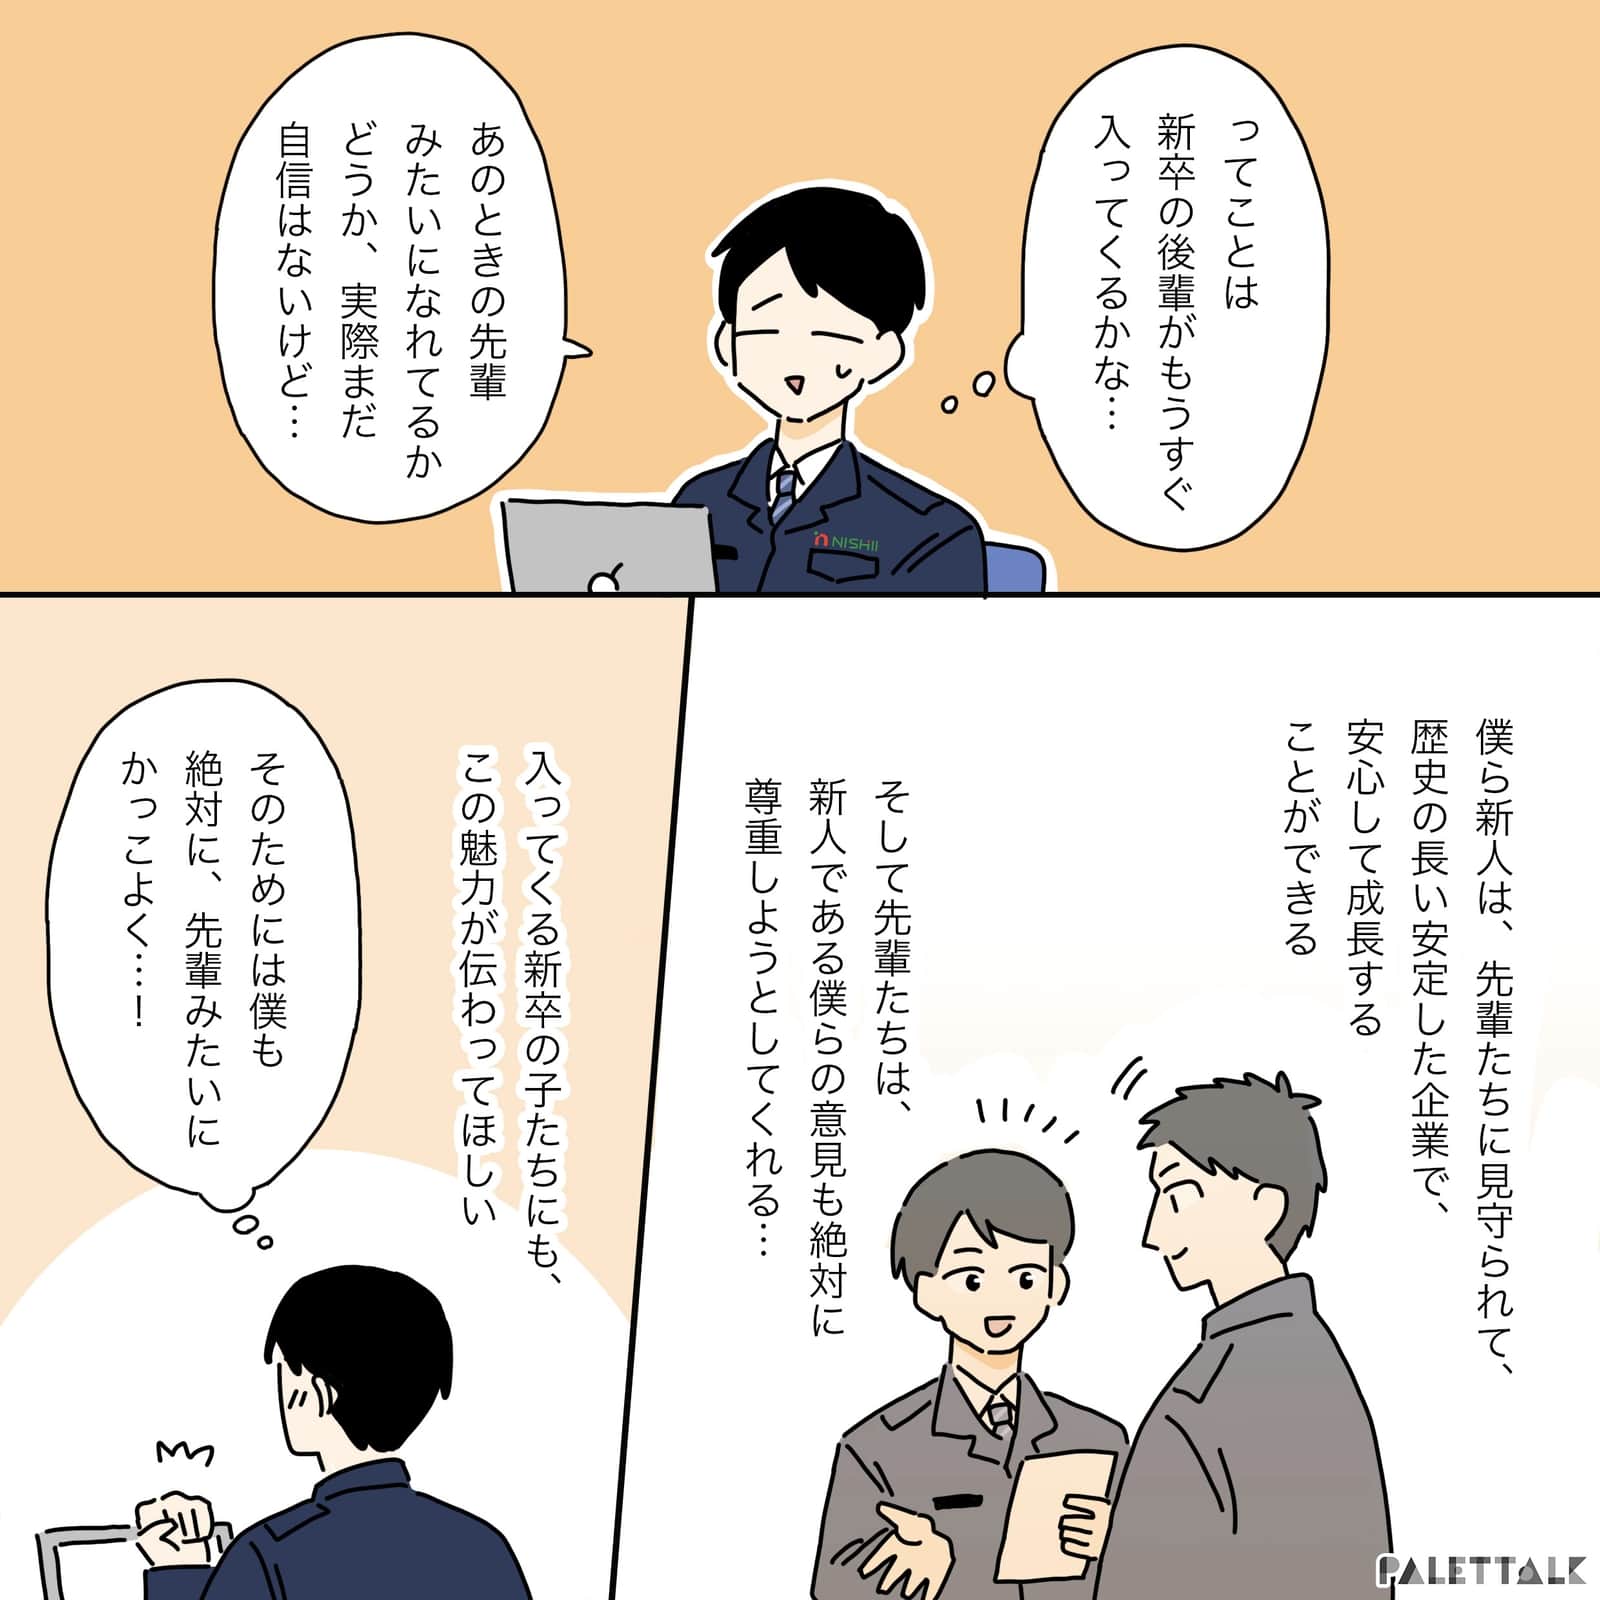 ってことは
新卒の後輩がもうすぐ
入ってくるかな…
あのときの先輩
みたいになれてるか
どうか、実際まだ
自信はないけど…
NISHII
僕ら新人は、先輩たちに見守られて、
歴史の長い安定した企業で、
安心して成長する
ことができる
そして先輩たちは、
新人である僕らの意見も絶対に
尊重しようとしてくれる…
入ってくる新卒の子たちにも、
この魅力が伝わってほしい
そのためには僕も
絶対に、先輩みたいに
かっこよく…！
PALETTALK